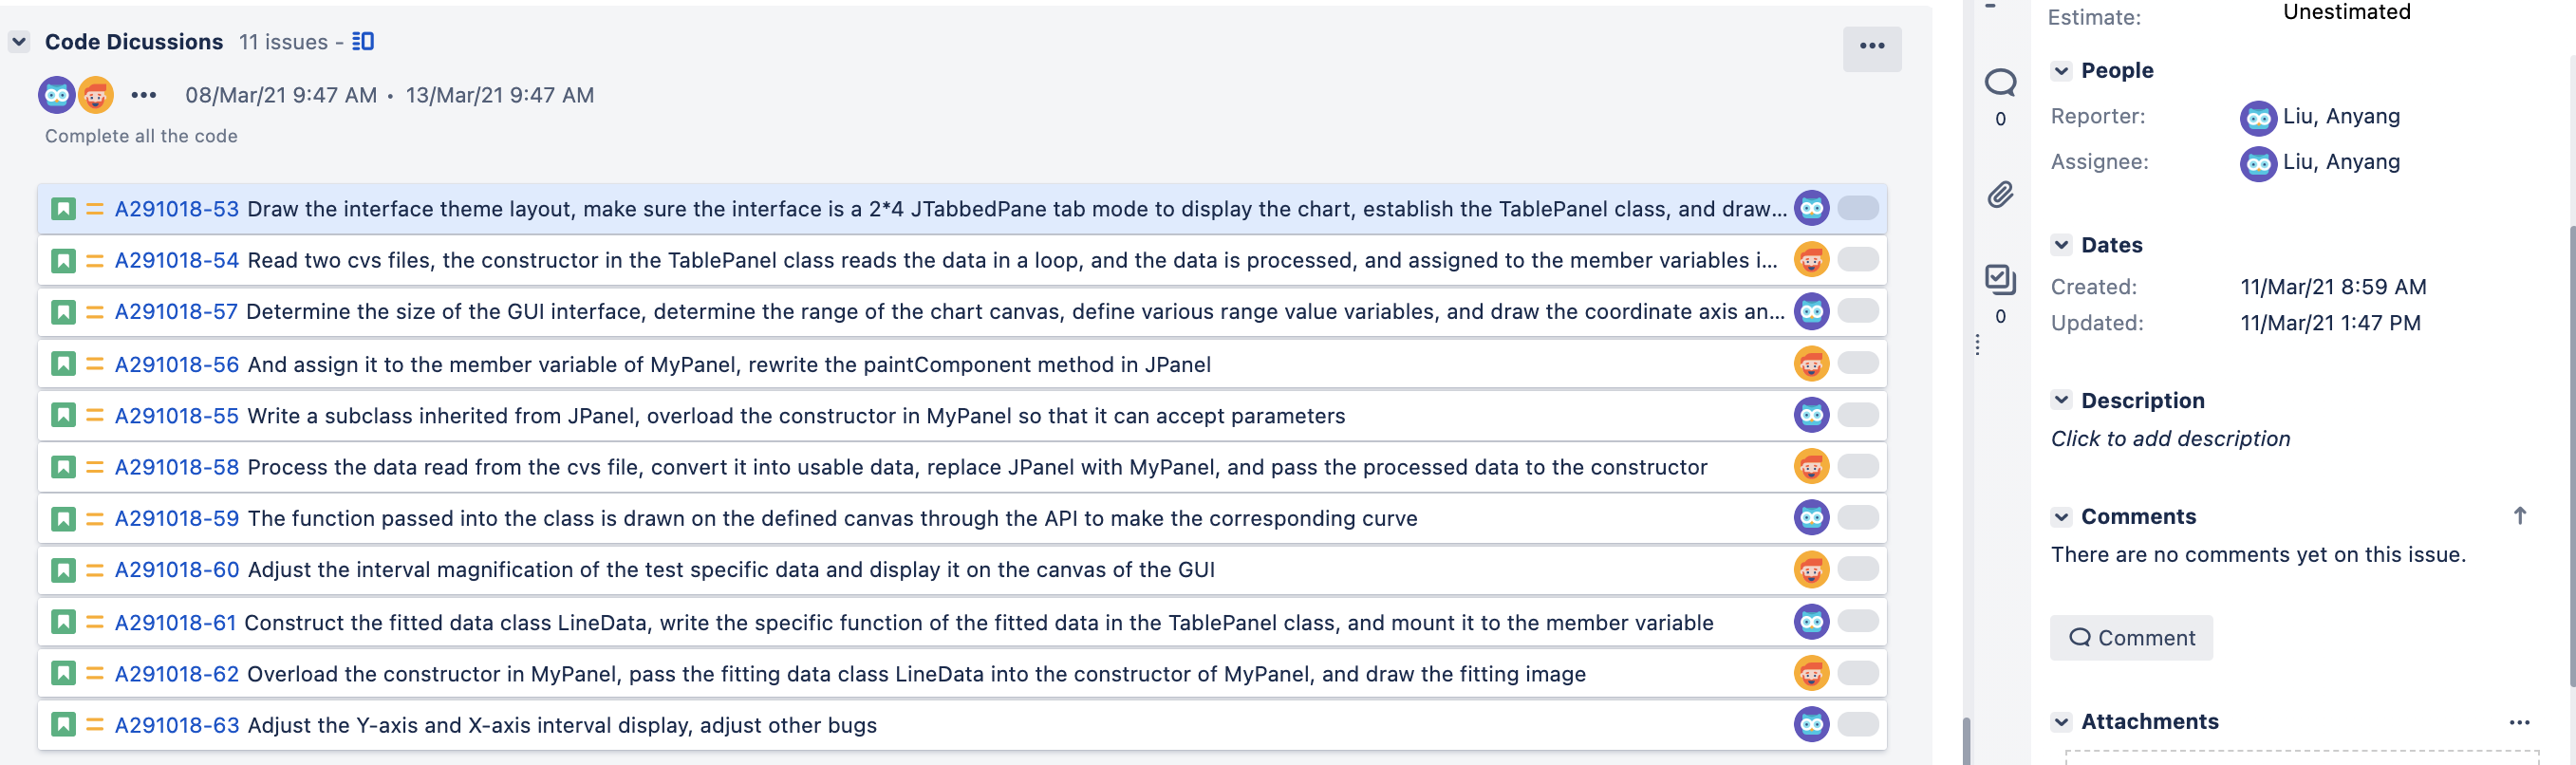 Code Dicussions 11 issues -
08/Mar/21 9:47 AM • 13/Mar/21 9:47 AM
Complete all the code
A291018-53 Draw the interface theme layout, make sure the interface is a 2*4 JTabbedPane tab mode to display the chart, establish the TablePanel class, and draw...
A291018-54 Read two cvs files, the constructor in the TablePanel class reads the data in a loop, and the data is processed, and assigned to the member variables i...
A291018-57 Determine the size of the GUI interface, determine the range of the chart canvas, define various range value variables, and draw the coordinate axis an...
A291018-56 And assign it to the member variable of MyPanel, rewrite the paintComponent method in JPanel
A291018-55 Write a subclass inherited from JPanel, overload the constructor in MyPanel so that it can accept parameters
A291018-58 Process the data read from the cvs file, convert it into usable data, replace JPanel with MyPanel, and pass the processed data to the constructor
A291018-59 The function passed into the class is drawn on the defined canvas through the API to make the corresponding curve
A291018-60 Adjust the interval magnification of the test specific data and display it on the canvas of the GUI
A291018-61 Construct the fitted data class LineData, write the specific function of the fitted data in the TablePanel class, and mount it to the member variable
A291018-62 Overload the constructor in MyPanel, pass the fitting data class LineData into the constructor of MyPanel, and draw the fitting image
A291018-63 Adjust the Y-axis and X-axis interval display, adjust other bugs
0
0
Estimate: Unestimated
People
Reporter: Liu, Anyang
Assignee: Liu, Anyang
Dates
Created: 11/Mar/21 8:59 AM
Updated: 11/Mar/21 1:47 PM
Description
Click to add description
Comments
There are no comments yet on this issue.
Comment
Attachments